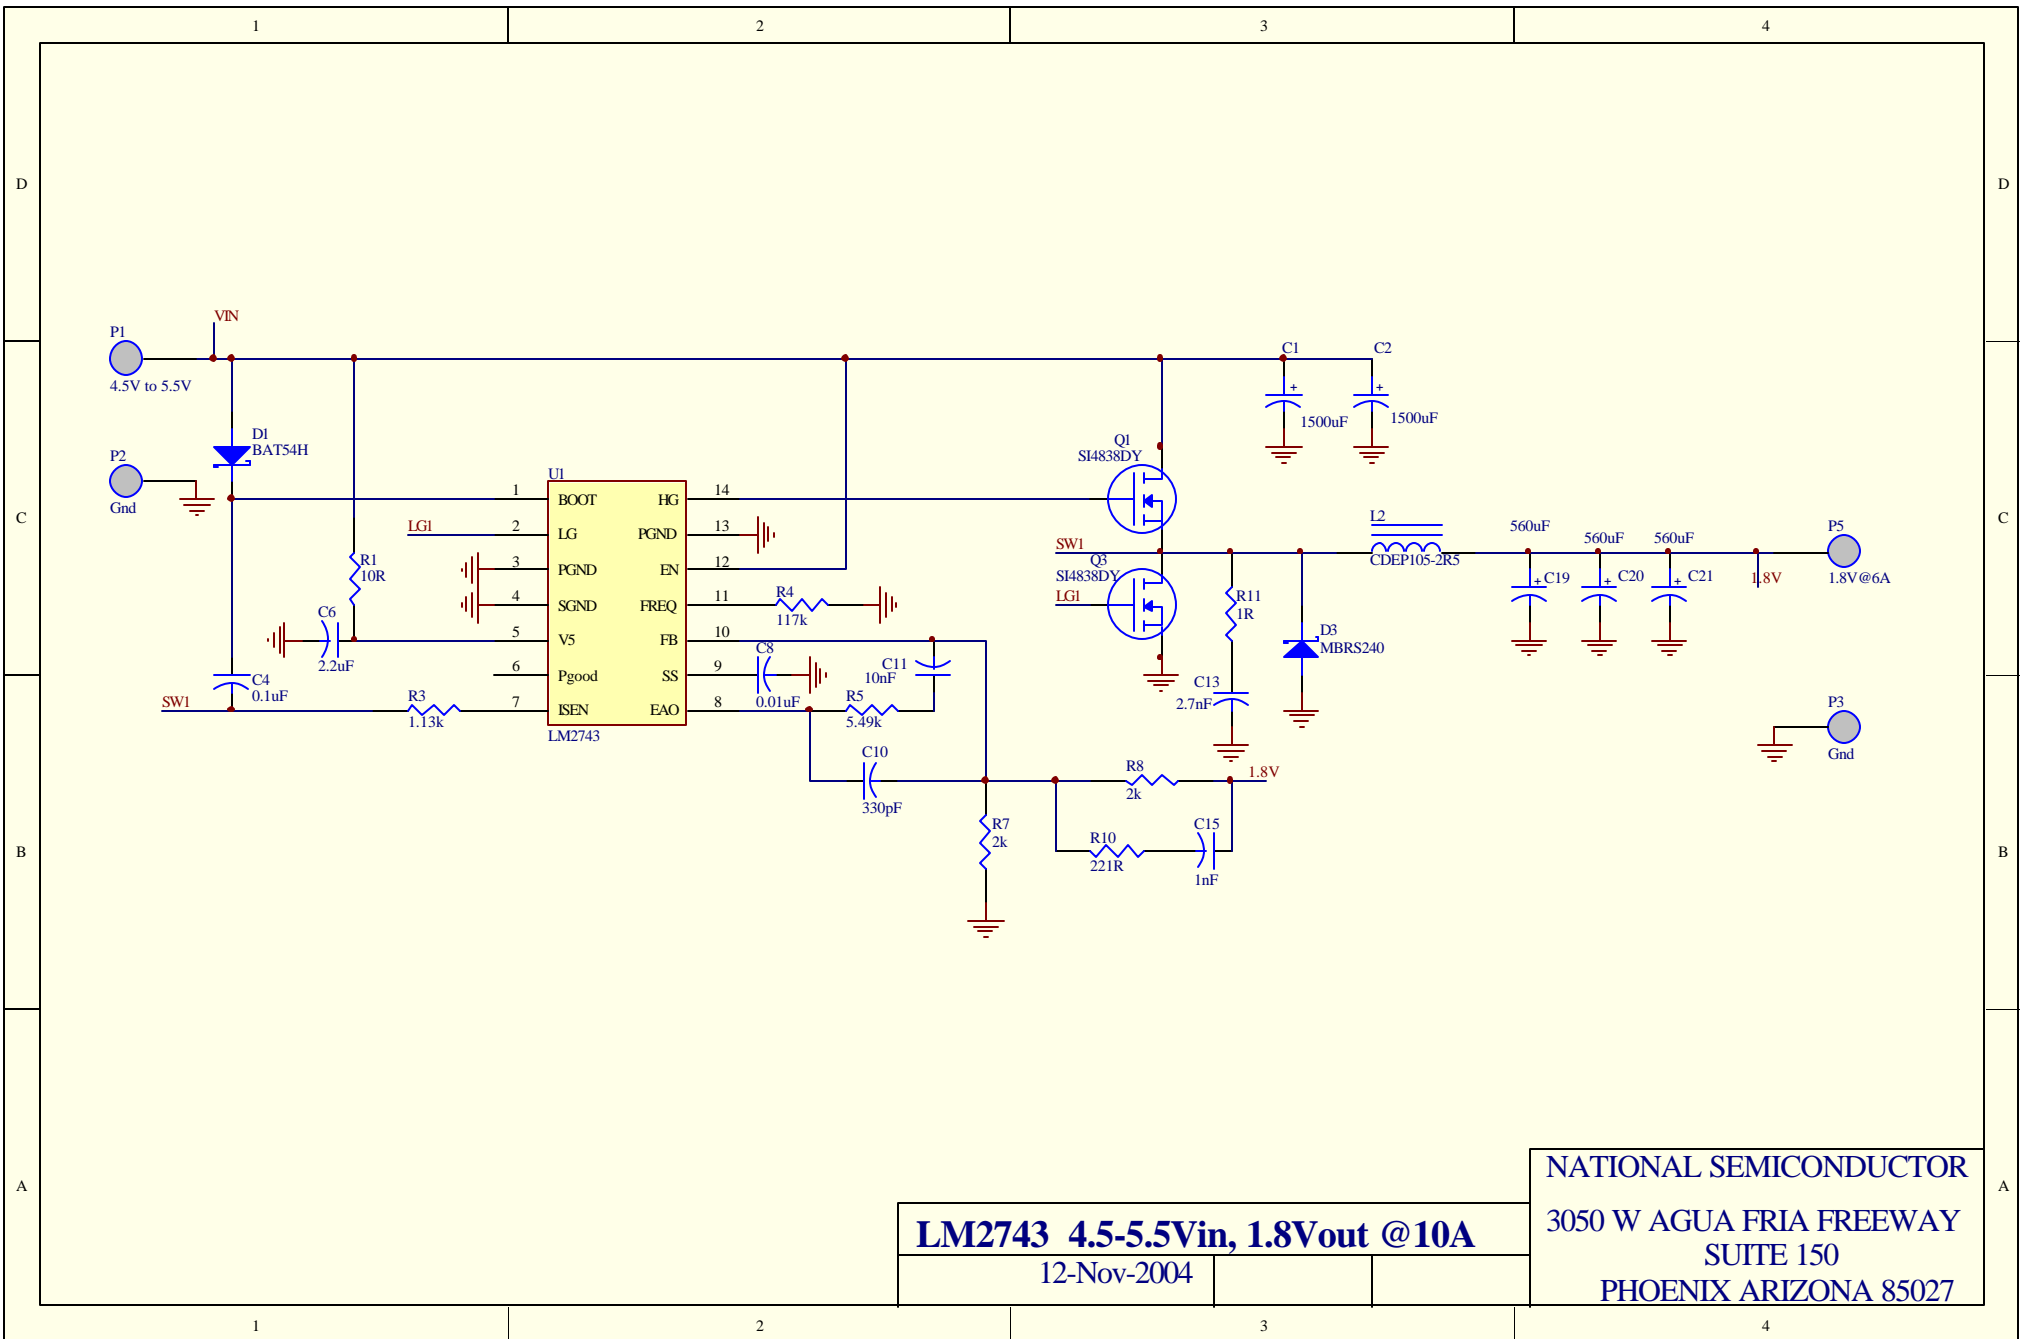 1 2 3 4
D D
VIN
P1
4.5V to 5.5V
C1 C2
+ +
1500uF 1500uF
D1
BAT54H
P2
Gnd
Q1
SI4838DY
U1
1 BOOT HG 14
LG1 2 LG PGND 13
3 PGND EN 12
4 SGND FREQ 11
5 V5 FB 10
6 Pgood SS 9
7 ISEN EAO 8
LM2743
C C
R1
10R
C6
2.2uF
C4
0.1uF
SW1
R3
1.13k
R4
117k
C8
0.01uF
C11
10nF
R5
5.49k
C10
330pF
SW1
Q3
SI4838DY
LG1
R11
1R
D3
MBRS240
C13
2.7nF
L2
CDEP105-2R5
560uF 560uF 560uF
+ C19 + C20 + C21
1.8V
P5
1.8V@6A
P3
Gnd
R8
2k
1.8V
R7
2k
R10
221R
C15
1nF
B B
A A
NATIONAL SEMICONDUCTOR
3050 W AGUA FRIA FREEWAY
SUITE 150
PHOENIX ARIZONA 85027
LM2743 4.5-5.5Vin, 1.8Vout @10A
12-Nov-2004
1 2 3 4